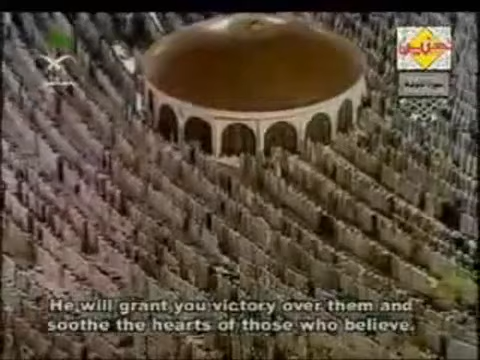 He will grant you victory over them and
soothe the hearts of those who believe.